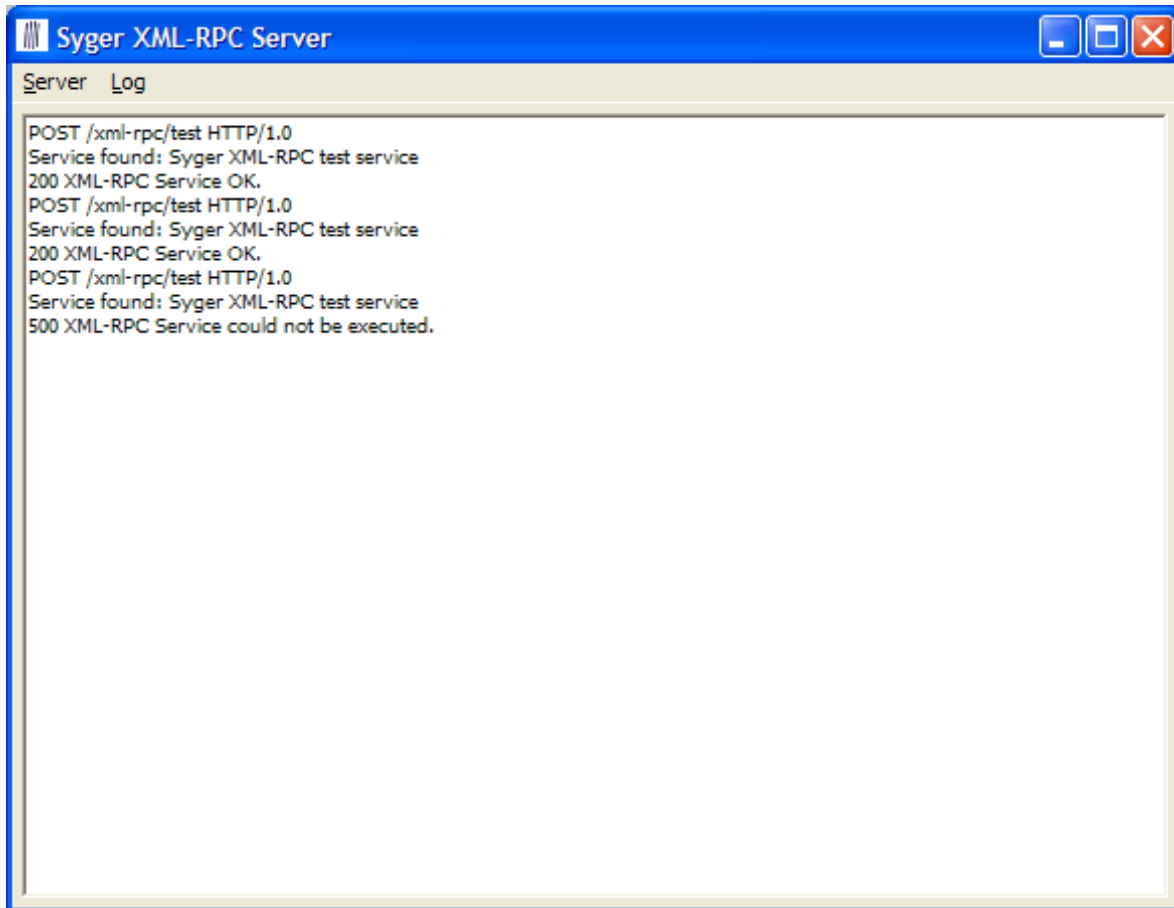 Syger XML-RPC Server
Server Log
POST /xml-rpc/test HTTP/1.0
Service found: Syger XML-RPC test service
200 XML-RPC Service OK.
POST /xml-rpc/test HTTP/1.0
Service found: Syger XML-RPC test service
200 XML-RPC Service OK.
POST /xml-rpc/test HTTP/1.0
Service found: Syger XML-RPC test service
500 XML-RPC Service could not be executed.